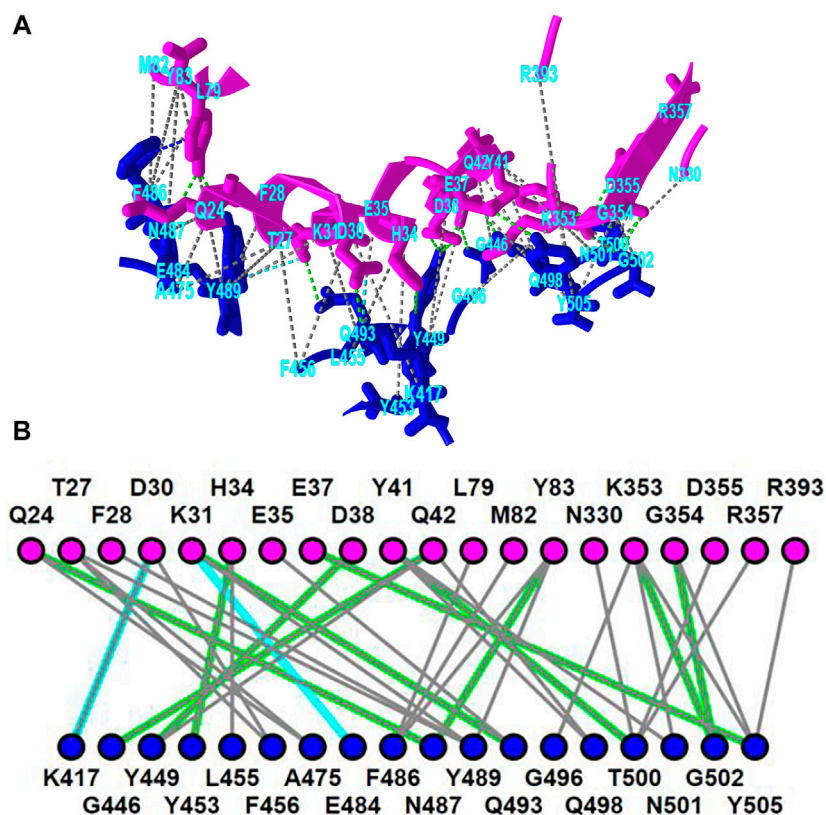 A
M82
Y83
L79
R393
R357
Q42
Y41
N330
F486
F28
E37
D355
Q24
E35
D38
N487
K31
D30
H34
K353
G354
T27
G446
T500
N501
G502
E484
A475
Y489
Q498
G496
Y505
Q493
Y449
L455
F456
K417
Y453
B
T27 D30 H34 E37 Y41 L79 Y83 K353 D355 R393
Q24 F28 K31 E35 D38 Q42 M82 N330 G354 R357
K417 Y449 L455 A475 F486 Y489 G496 T500 G502
G446 Y453 F456 E484 N487 Q493 Q498 N501 Y505